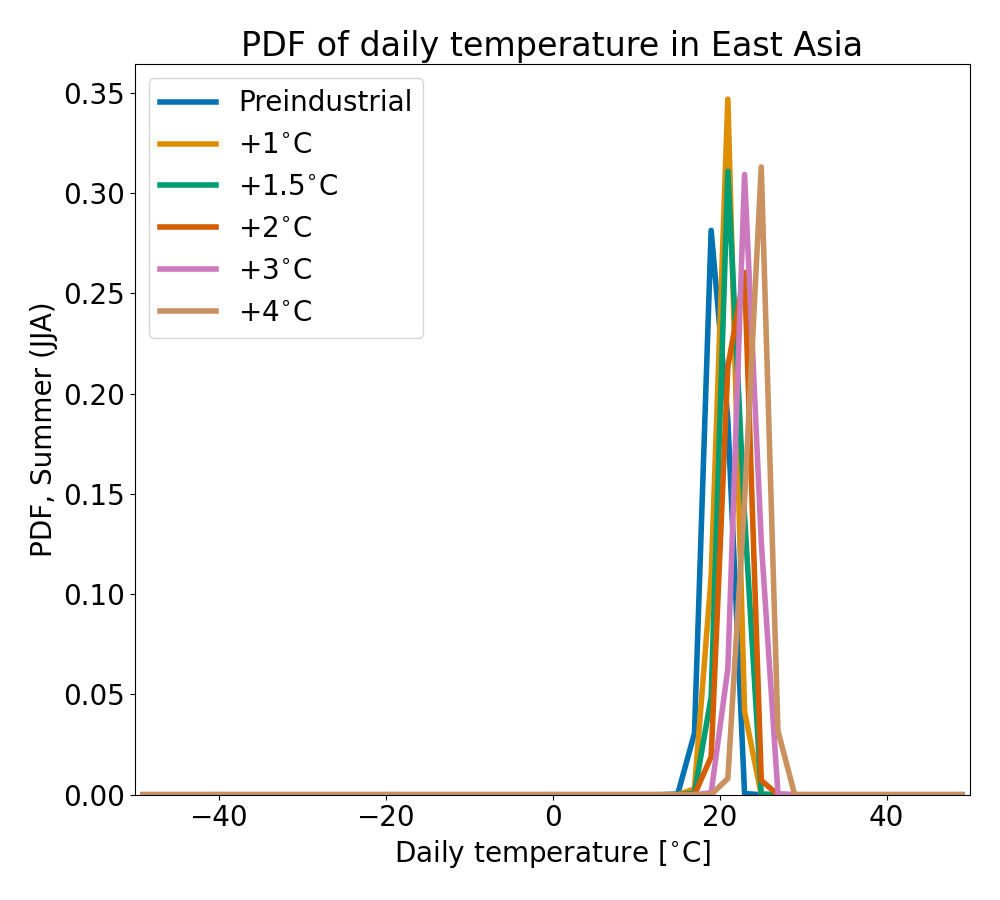 PDF of daily temperature in East Asia
Preindustrial
+1°C
+1.5°C
+2°C
+3°C
+4°C
PDF, Summer (JJA)
0.35
0.30
0.25
0.20
0.15
0.10
0.05
0.00
−40
−20
0
20
40
Daily temperature [°C]